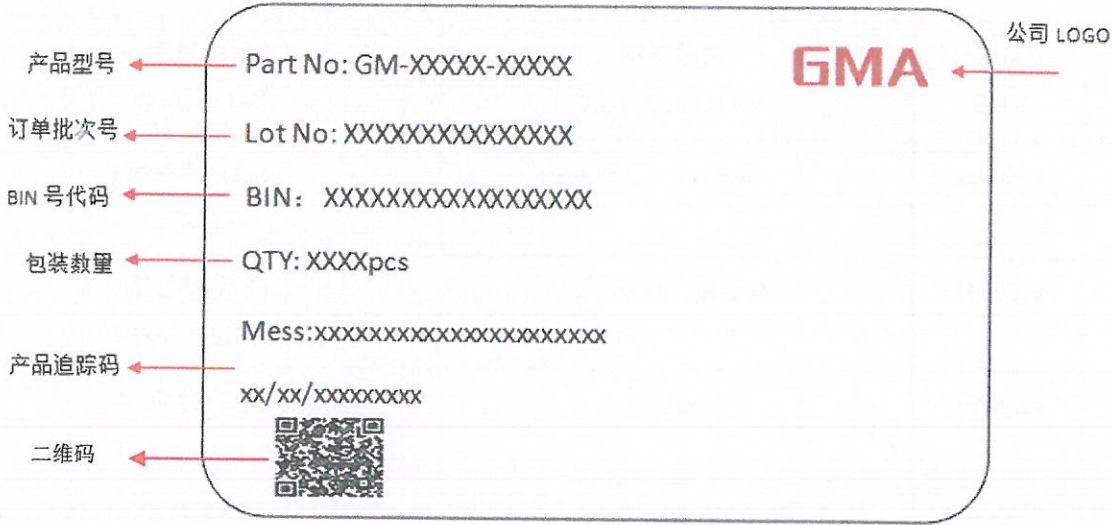 公司 LOGO
产品型号 Part No: GM-XXXXX-XXXXX GMA
订单批次号 Lot No: XXXXXXXXXXXXXXX
BIN 号代码 BIN： XXXXXXXXXXXXXXXXXX
包装数量 QTY: XXXXpcs
Mess:xxxxxxxxxxxxxxxxxxxxxxx
产品追踪码
xx/xx/xxxxxxxxx
二维码